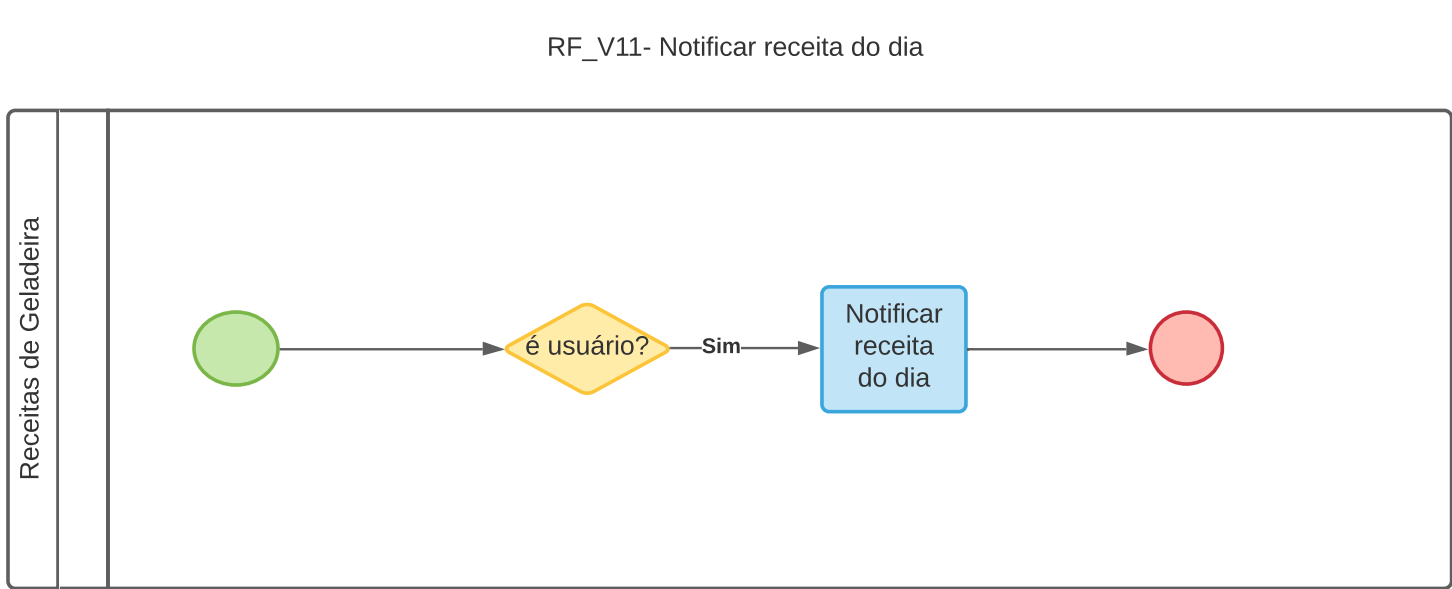 RF_V11- Notificar receita do dia
Receitas de Geladeira
é usuário?
Sim
Notificar
receita
do dia